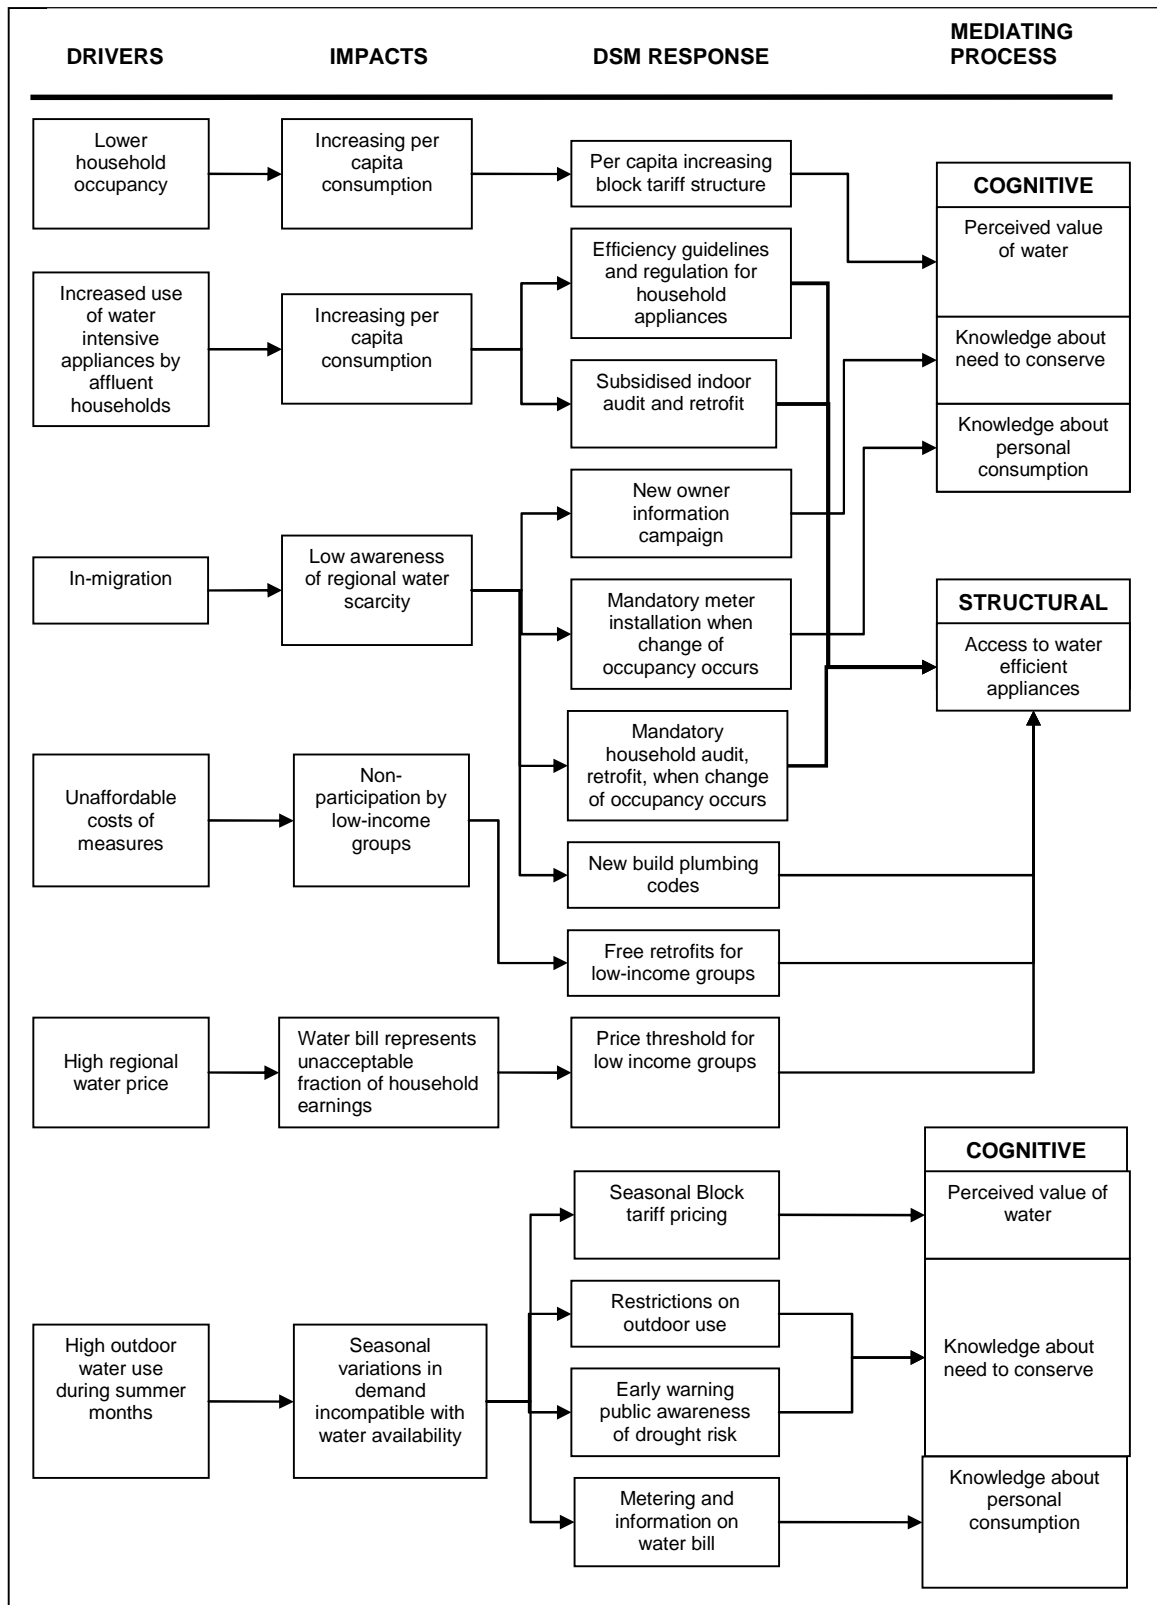 DRIVERS
IMPACTS
DSM RESPONSE
MEDIATING
PROCESS
Lower
household
occupancy
Increasing per
capita
consumption
Per capita increasing
block tariff structure
COGNITIVE
Perceived value
of water
Knowledge about
need to conserve
Knowledge about
personal
consumption
Increased use
of water
intensive
appliances by
affluent
households
Increasing per
capita
consumption
Efficiency guidelines
and regulation for
household
appliances
Subsidised indoor
audit and retrofit
In-migration
Low awareness
of regional water
scarcity
New owner
information
campaign
Mandatory meter
installation when
change of
occupancy occurs
Mandatory
household audit,
retrofit, when change
of occupancy occurs
New build plumbing
codes
STRUCTURAL
Access to water
efficient
appliances
Unaffordable
costs of
measures
Non-
participation by
low-income
groups
Free retrofits for
low-income groups
High regional
water price
Water bill represents
unacceptable
fraction of household
earnings
Price threshold for
low income groups
High outdoor
water use
during summer
months
Seasonal
variations in
demand
incompatible with
water availability
Seasonal Block
tariff pricing
Restrictions on
outdoor use
Early warning
public awareness
of drought risk
Metering and
information on
water bill
COGNITIVE
Perceived value of
water
Knowledge about
need to conserve
Knowledge about
personal
consumption